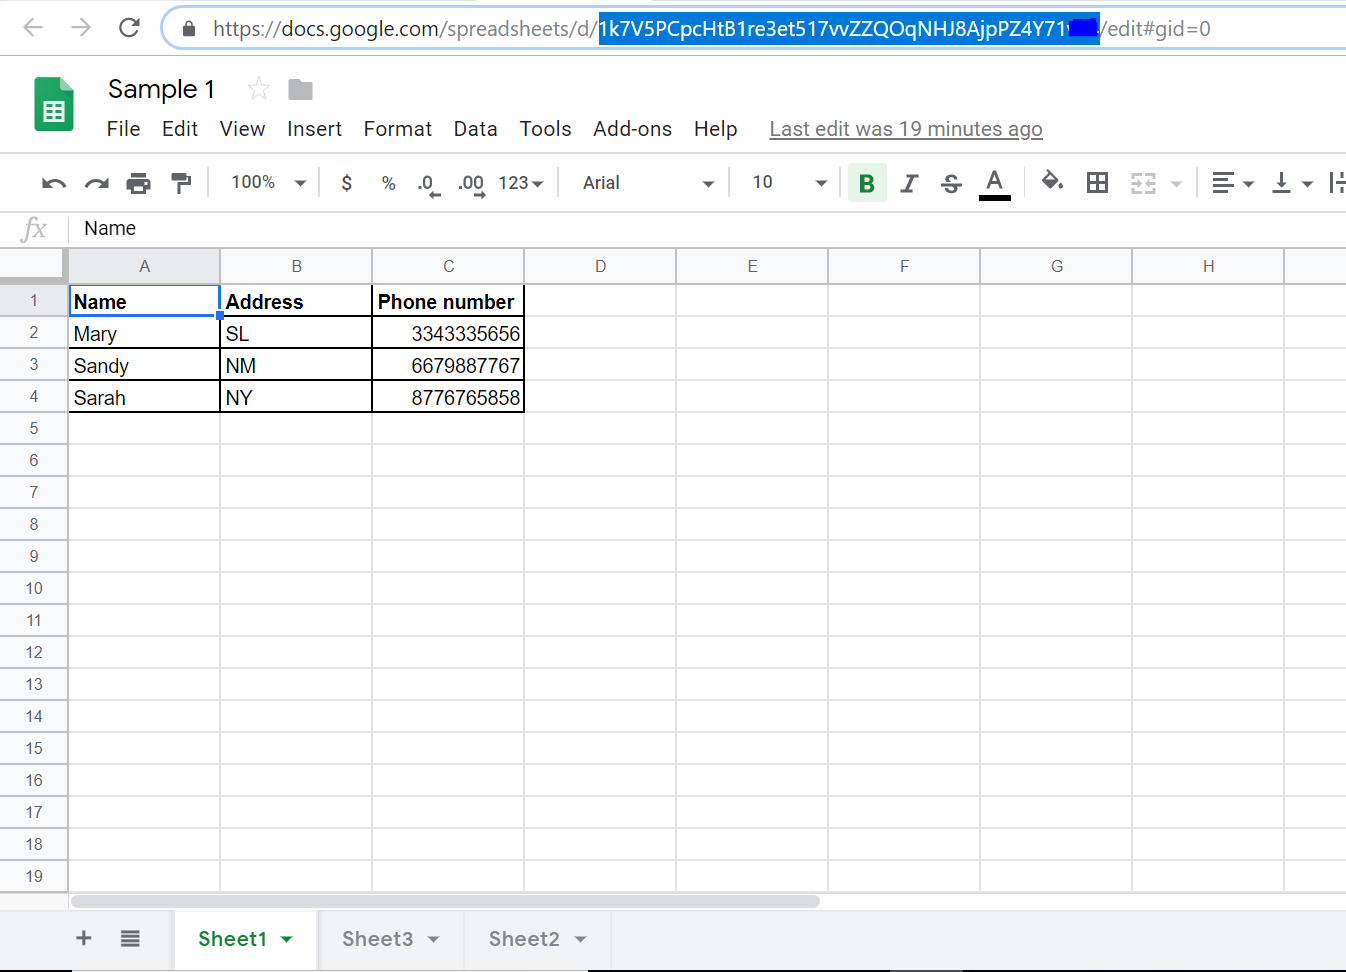 https://docs.google.com/spreadsheets/d/1k7V5PCpcHtB1re3et517vvZZQOqNHJ8AjpPZ4Y71 /edit#gid=0
Sample 1
File Edit View Insert Format Data Tools Add-ons Help Last edit was 19 minutes ago
100% $ % .0 .00 123 Arial 10 B I S A
fx Name
A B C D E F G H
1 Name Address Phone number
2 Mary SL 3343335656
3 Sandy NM 6679887767
4 Sarah NY 8776765858
5
6
7
8
9
10
11
12
13
14
15
16
17
18
19
+ Sheet1 Sheet3 Sheet2